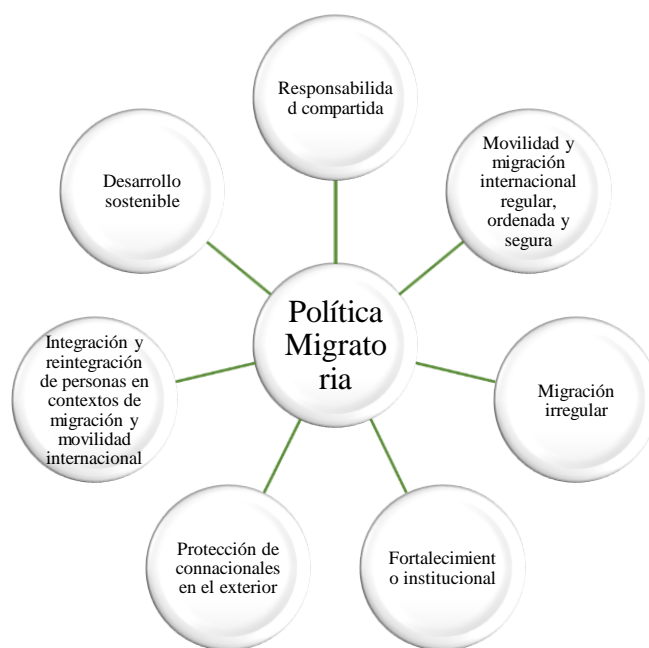 Responsabilida
d compartida
Movilidad y
migración
internacional
regular,
ordenada y
segura
Migración
irregular
Fortalecimient
o institucional
Protección de
connacionales
en el exterior
Integración y
reintegración
de personas en
contextos de
migración y
movilidad
internacional
Desarrollo
sostenible
Política
Migrato
ria